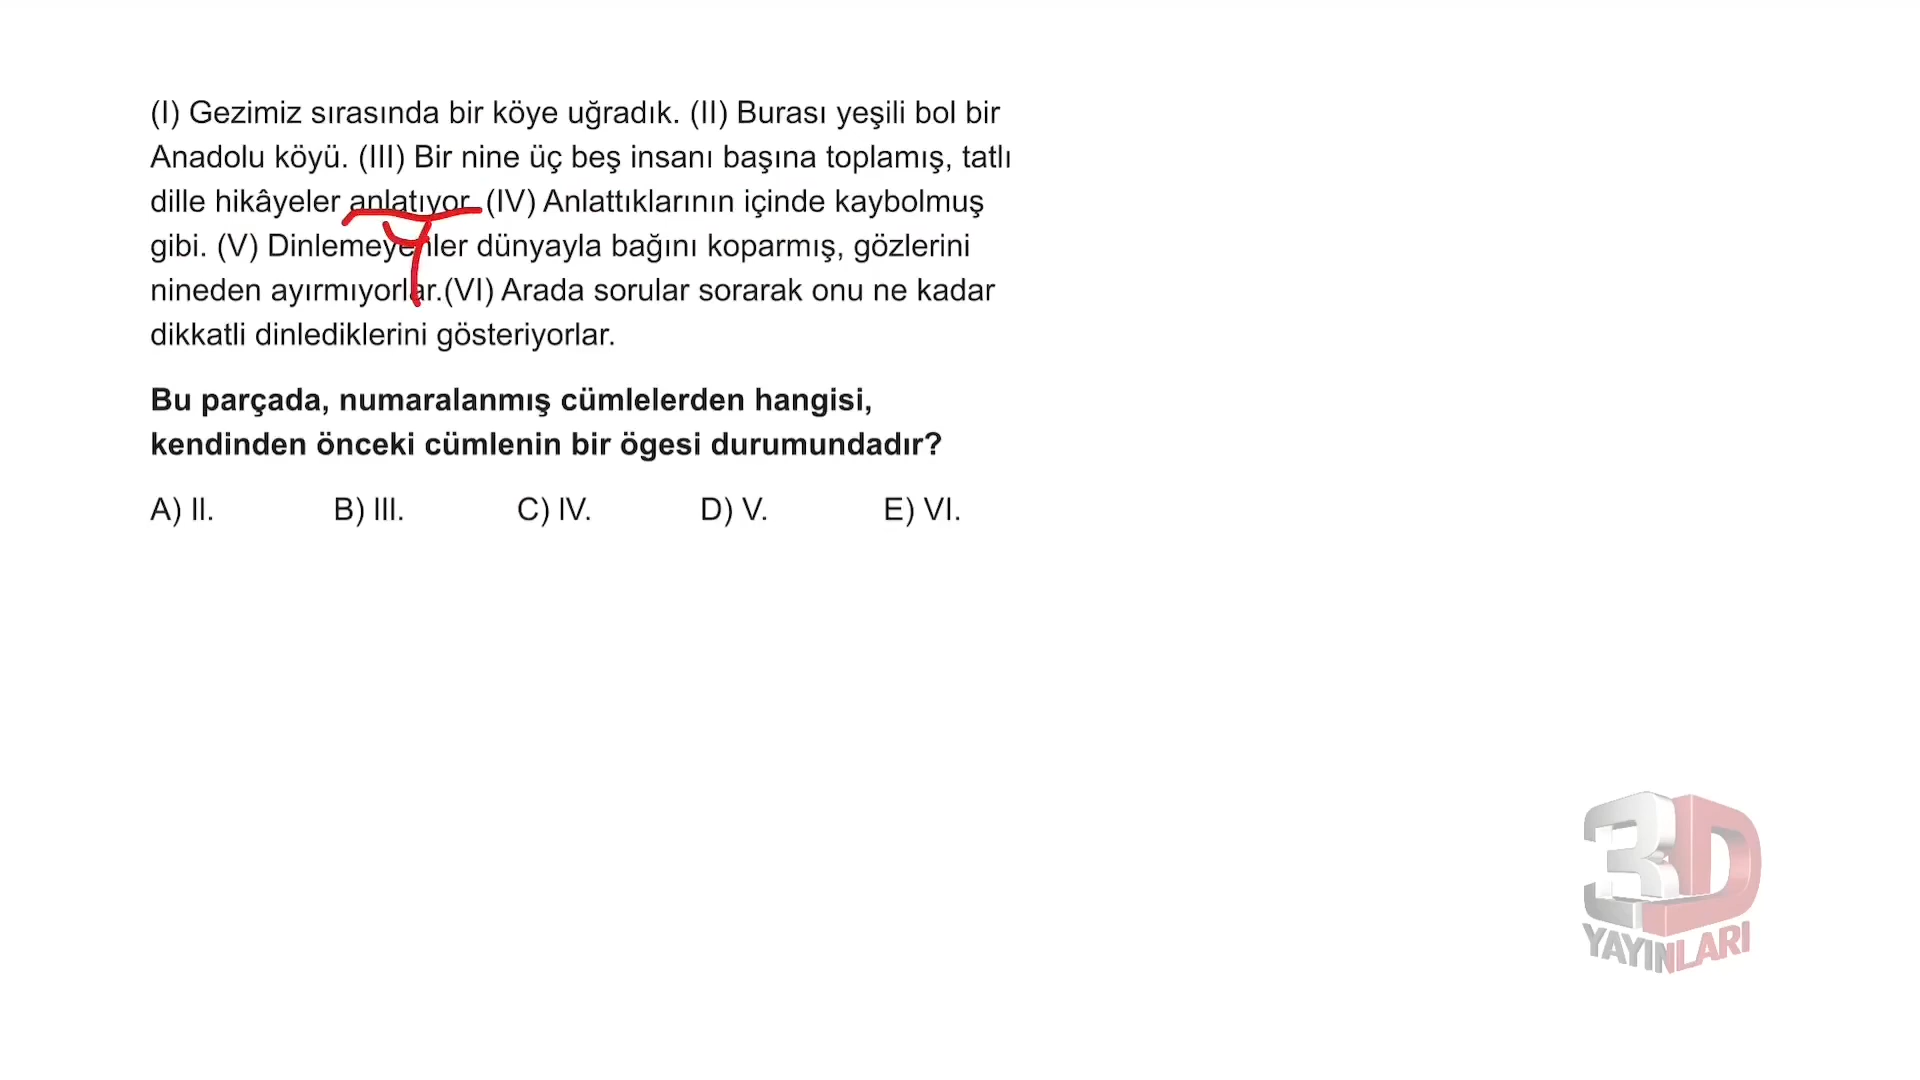 (I) Gezimiz sırasında bir köye uğradık. (II) Burası yeşili bol bir
Anadolu köyü. (III) Bir nine üç beş insanı başına toplamış, tatlı
dille hikâyeler anlatıyor. (IV) Anlattıklarının içinde kaybolmuş
gibi. (V) Dinlemeyenler dünyayla bağını koparmış, gözlerini
nineden ayırmıyorlar.(VI) Arada sorular sorarak onu ne kadar
dikkatli dinlediklerini gösteriyorlar.
Bu parçada, numaralanmış cümlelerden hangisi,
kendinden önceki cümlenin bir ögesi durumundadır?
A) II. B) III. C) IV. D) V. E) VI.
Y
3D
YAYINLARI